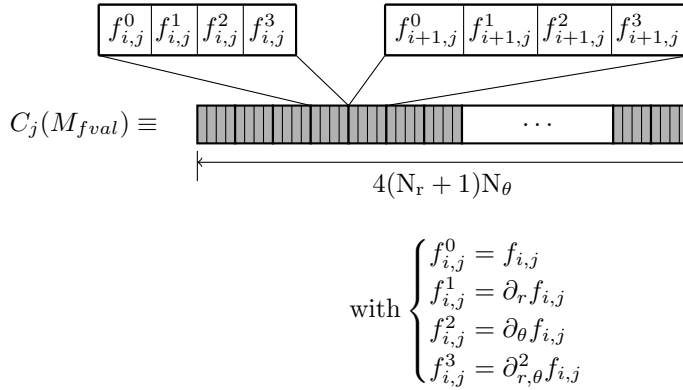 f^0_{i,j} f^1_{i,j} f^2_{i,j} f^3_{i,j} f^0_{i+1,j} f^1_{i+1,j} f^2_{i+1,j} f^3_{i+1,j}
C_j(M_{fval}) ≡ ⋯
4(N_r + 1)N_θ
f^0_{i,j} = f_{i,j}
f^1_{i,j} = ∂_r f_{i,j}
with {
f^2_{i,j} = ∂_θ f_{i,j}
f^3_{i,j} = ∂^2_{r,θ} f_{i,j}